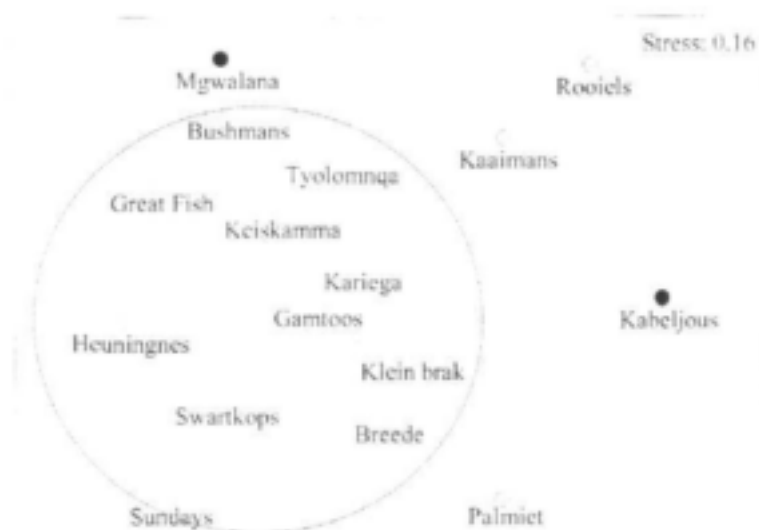 Stress: 0.16
Mgwalana
Rooiels
Bushmans
Kaaimans
Tyolomnqa
Great Fish
Keiskamma
Kariega
Gamtoos
Kabeljous
Heuningnes
Klein brak
Swartkops
Breede
Sundays
Palmiet